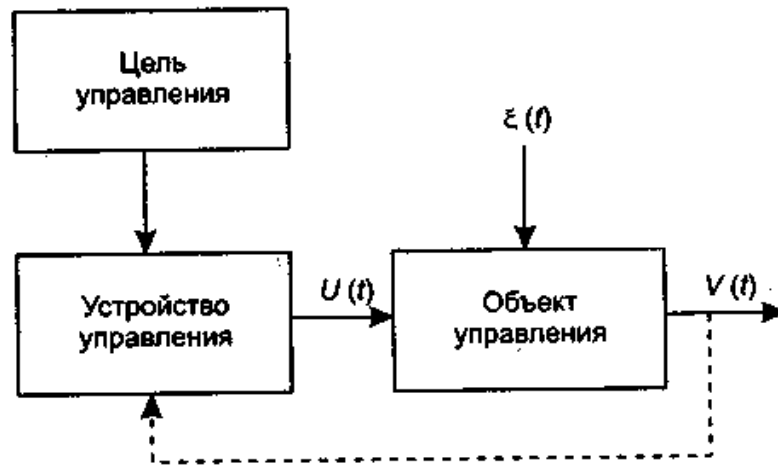 Цель
управления
ξ (t)
Устройство
управления
U (t)
Объект
управления
V (t)